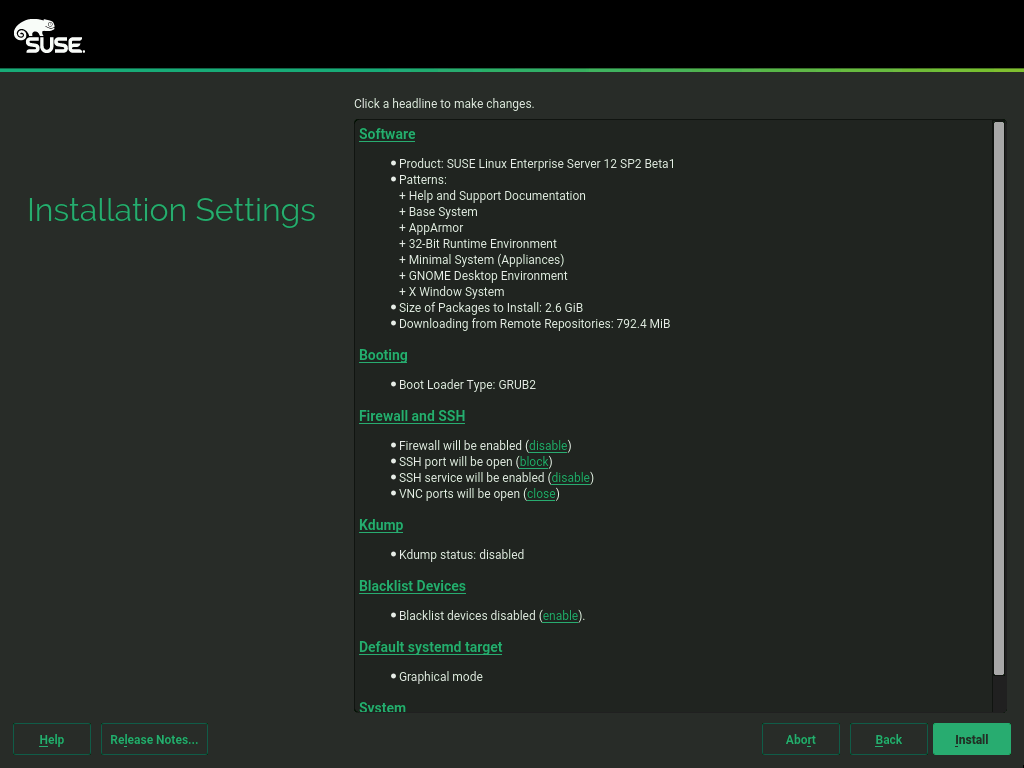 SUSE
Click a headline to make changes.
Installation Settings
Software
Product: SUSE Linux Enterprise Server 12 SP2 Beta1
Patterns:
+ Help and Support Documentation
+ Base System
+ AppArmor
+ 32-Bit Runtime Environment
+ Minimal System (Appliances)
+ GNOME Desktop Environment
+ X Window System
Size of Packages to Install: 2.6 GiB
Downloading from Remote Repositories: 792.4 MiB
Booting
Boot Loader Type: GRUB2
Firewall and SSH
Firewall will be enabled (disable)
SSH port will be open (block)
SSH service will be enabled (disable)
VNC ports will be open (close)
Kdump
Kdump status: disabled
Blacklist Devices
Blacklist devices disabled (enable).
Default systemd target
Graphical mode
System
Help Release Notes... Abort Back Install